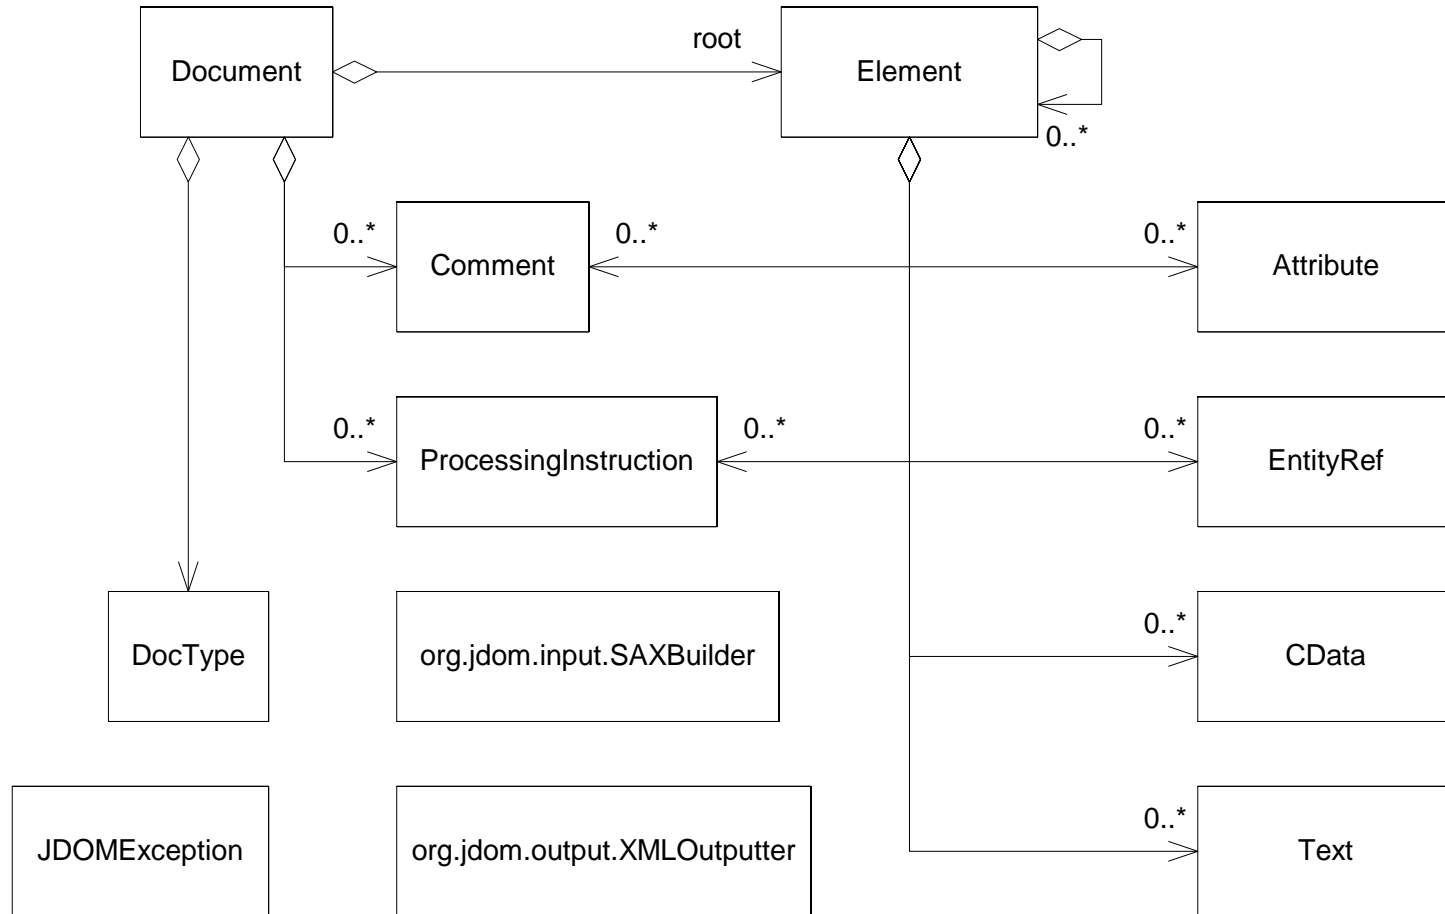 root
Document
Element
0..*
0..*
0..*
0..*
Comment
Attribute
0..*
0..*
0..*
ProcessingInstruction
EntityRef
0..*
DocType
org.jdom.input.SAXBuilder
CData
0..*
JDOMException
org.jdom.output.XMLOutputter
Text